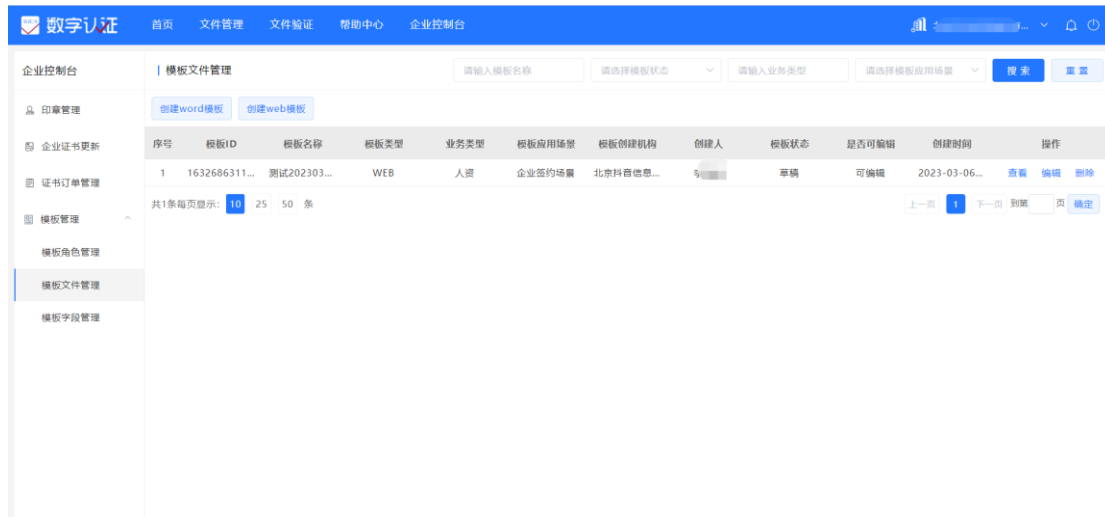 数字认证 首页 文件管理 文件验证 帮助中心 企业控制台
企业控制台
模板文件管理 请输入模板名称 请选择模板状态 请输入业务类型 请选择模板应用场景 搜索 重置
印章管理
创建word模板 创建web模板
企业证书更新
序号 模板ID 模板名称 模板类型 业务类型 模板应用场景 模板创建机构 创建人 模板状态 是否可编辑 创建时间 操作
1 1632686311... 测试202303... WEB 人资 企业签约场景 北京抖音信息... 草稿 可编辑 2023-03-06... 查看 编辑 删除
证书订单管理
共1条每页显示: 10 25 50 条 上一页 1 下一页 到第 页 确定
模板管理
模板角色管理
模板文件管理
模板字段管理